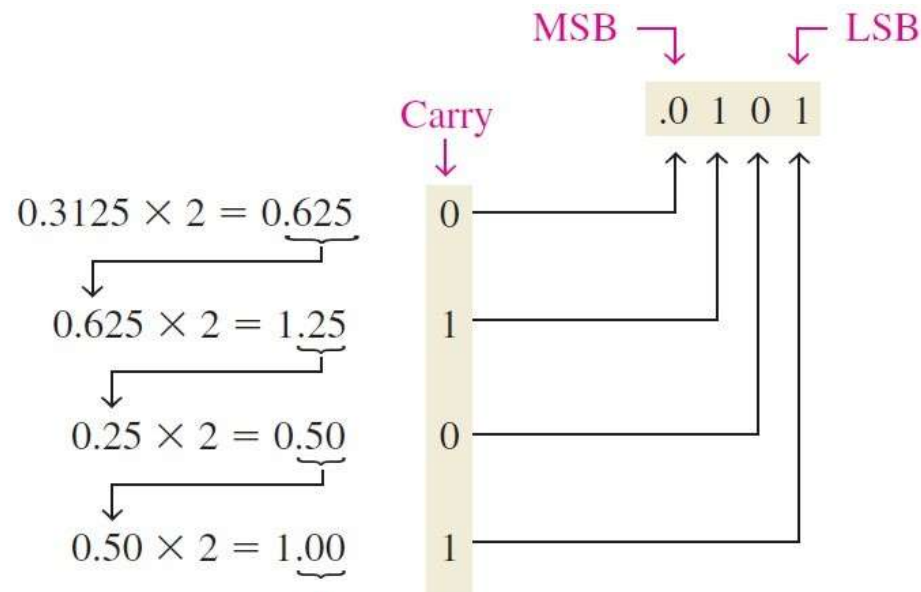 MSB LSB
.0 1 0 1
Carry
0.3125 × 2 = 0.625 0
0.625 × 2 = 1.25 1
0.25 × 2 = 0.50 0
0.50 × 2 = 1.00 1